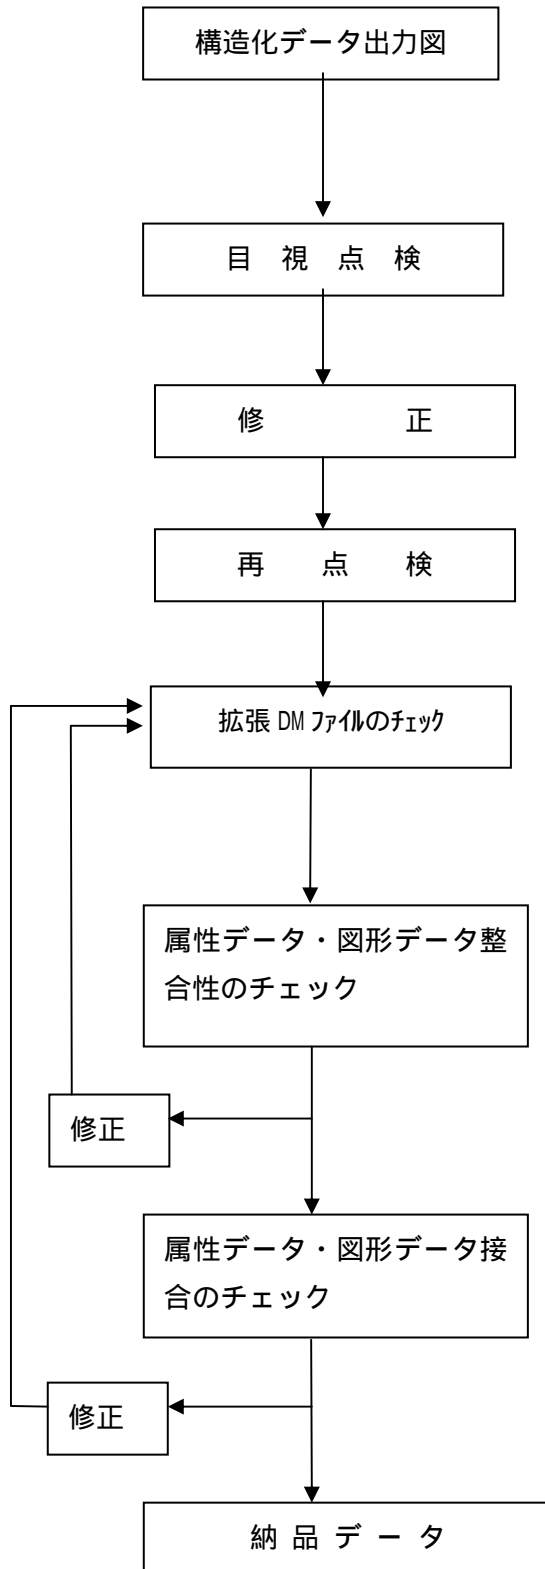 構造化データ出力図
目 視 点 検
修 正
再 点 検
拡張 DM ﾌｧｲﾙのﾁｪｯｸ
属性データ・図形データ整
合性のチェック
修正
属性データ・図形データ接
合のチェック
修正
納 品 デ ー タ